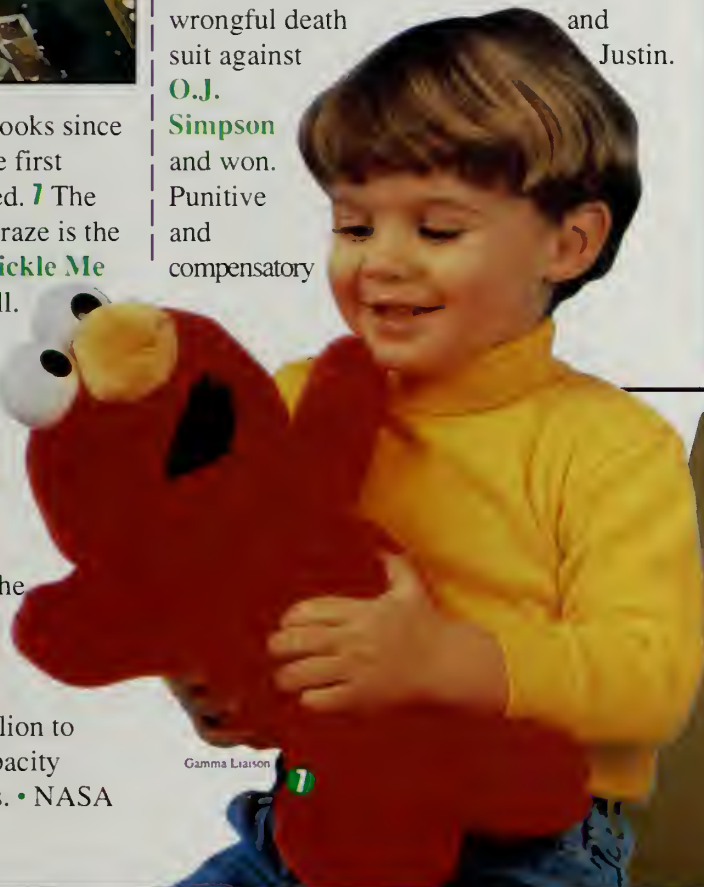 ooks since
e first
ed. 7 The
raze is the
ickle Me
ll.
he
lion to
pacity
s. • NASA
wrongful death
suit against
O.J.
Simpson
and won.
Punitive
and
compensatory
and
Justin.
Gamma Liaison
7